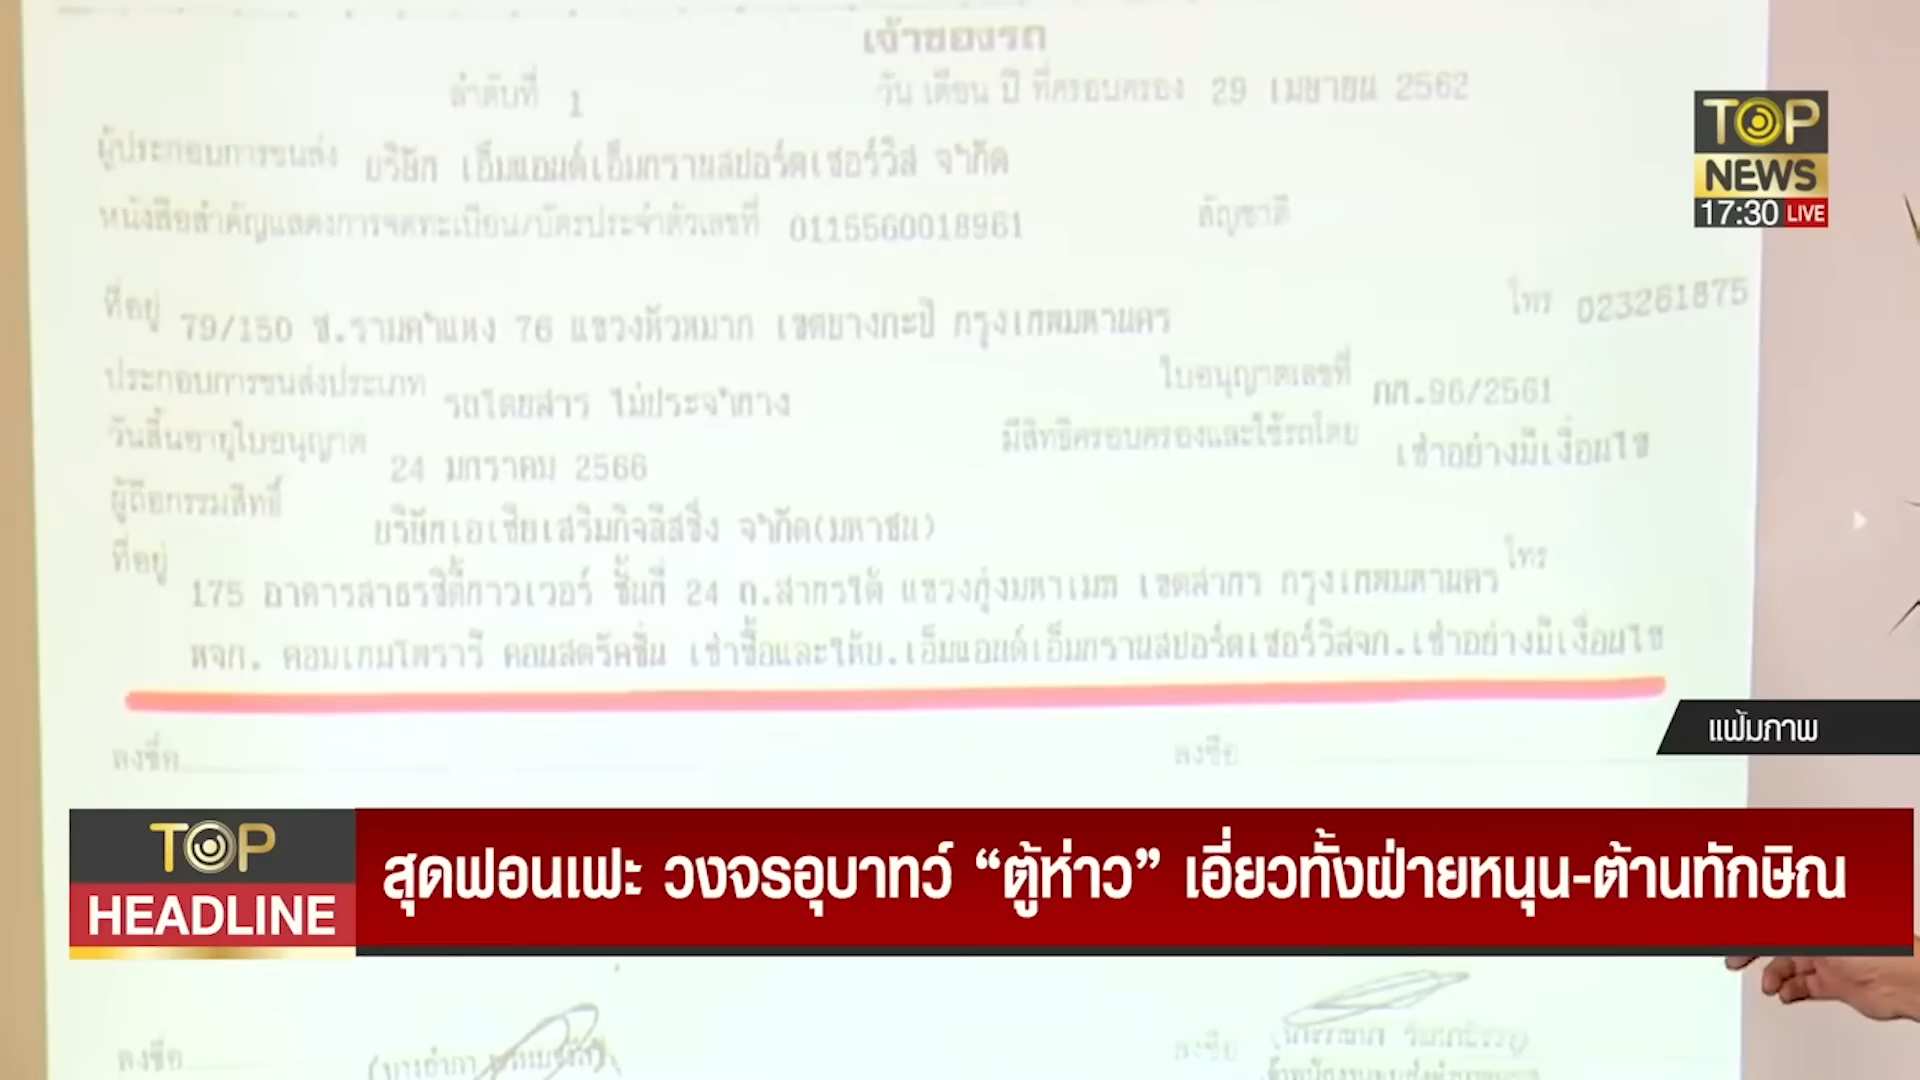 เจ้าของรถ
ลำดับที่ 1 วัน เดือน ปี ที่ครอบครอง 29 เมษายน 2562
ผู้ประกอบการขนส่ง บริษัท เอ็มแอนด์เอ็มทรานสปอร์ตเซอร์วิส จำกัด
หนังสือสำคัญแสดงการจดทะเบียน/บัตรประจำตัวเลขที่ 0115560018961 สัญชาติ
ที่อยู่ 79/150 ซ.รามคำแหง 76 แขวงหัวหมาก เขตบางกะปิ กรุงเทพมหานคร โทร 023261875
ประกอบการขนส่งประเภท รถโดยสาร ไม่ประจำทาง ใบอนุญาตเลขที่ กท.96/2561
วันสิ้นอายุใบอนุญาต 24 มกราคม 2566 มีสิทธิครอบครองและใช้รถโดย เช่าอย่างมีเงื่อนไข
ผู้ถือกรรมสิทธิ์ บริษัทเอเซียเสริมกิจลีสซิ่ง จำกัด(มหาชน)
ที่อยู่ 175 อาคารสาธรซิตี้ทาวเวอร์ ชั้นที่ 24 ถ.สาทรใต้ แขวงทุ่งมหาเมฆ เขตสาทร กรุงเทพมหานคร โทร
หจก. คอนเทมโพรารี่ คอนสตรัคชั่น เช่าซื้อและให้บ.เอ็มแอนด์เอ็มทรานสปอร์ตเซอร์วิสจก.เช่าอย่างมีเงื่อนไข
ลงชื่อ ลงชื่อ
ลงชื่อ ลงชื่อ
TOP
NEWS
17:30 LIVE
แฟ้มภาพ
TOP
HEADLINE
สุดฟอนเฟะ วงจรอุบาทว์ “ตู้ห่าว” เอี่ยวทั้งฝ่ายหนุน-ต้านทักษิณ